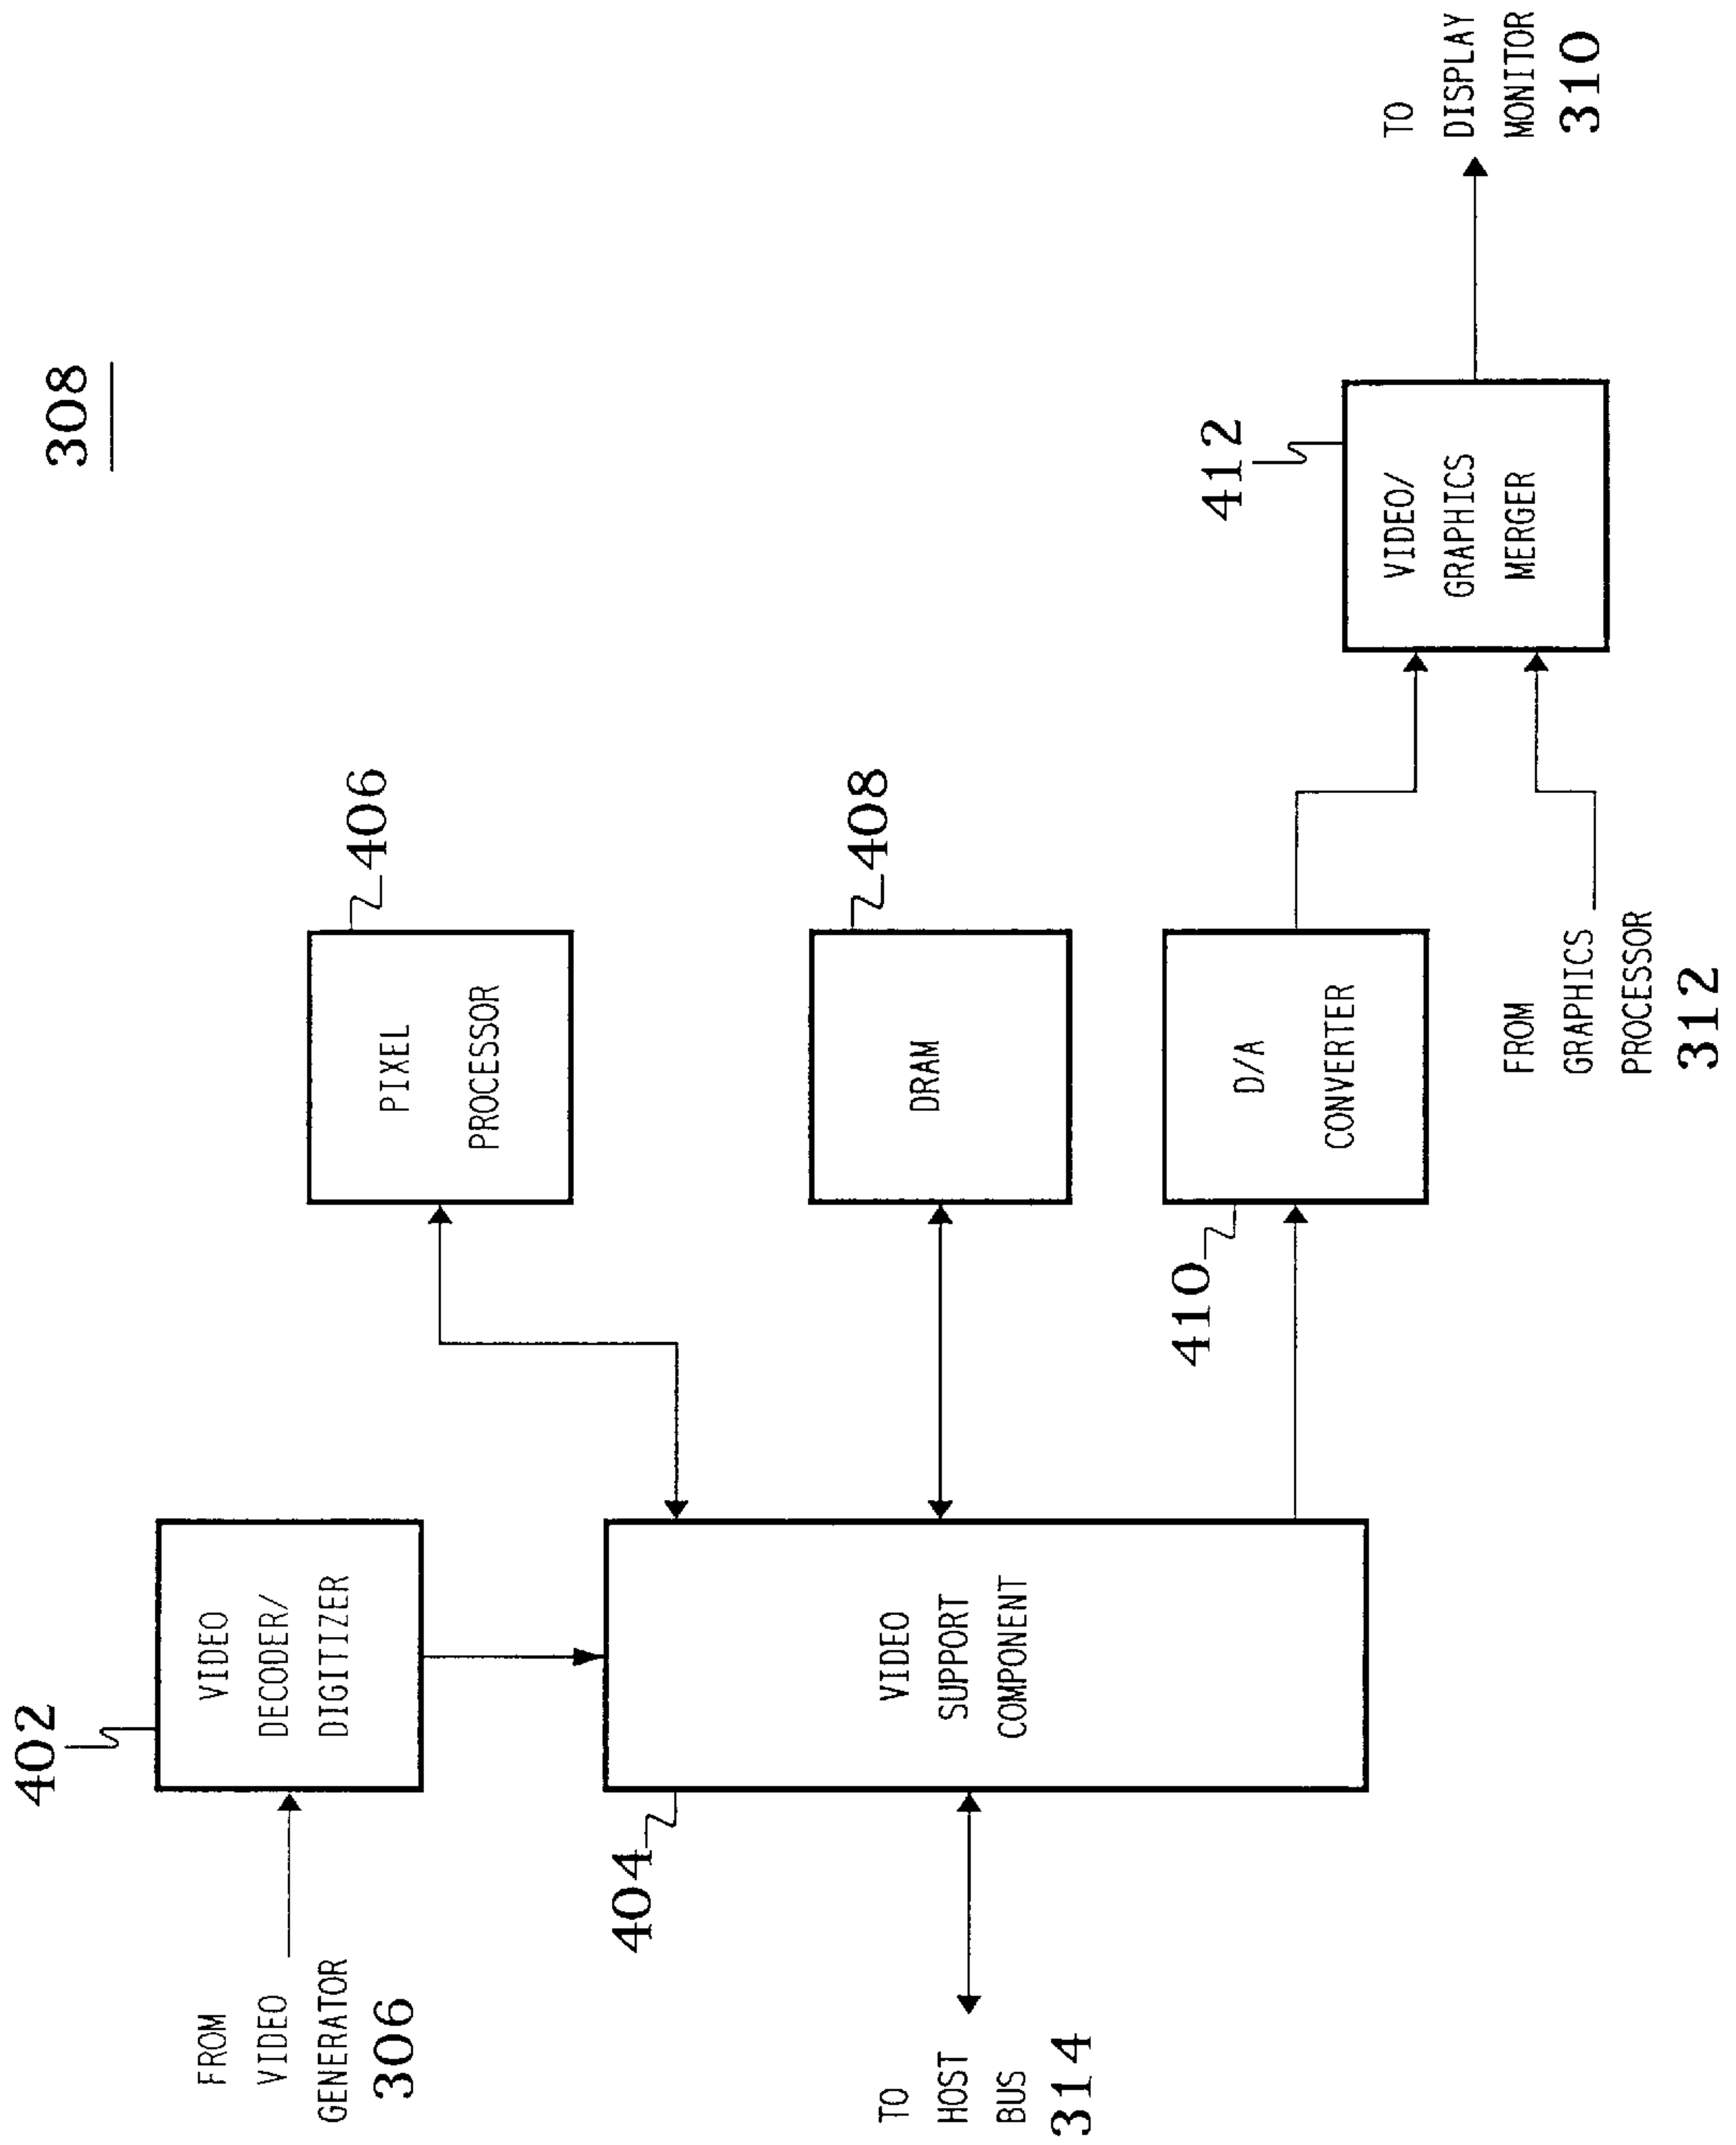 308
402
FROM
VIDEO
GENERATOR
306
VIDEO
DECODER/
DIGITIZER
PIXEL
PROCESSOR
406
404
TO
HOST
BUS
314
VIDEO
SUPPORT
COMPONENT
DRAM
408
410
D/A
CONVERTER
FROM
GRAPHICS
PROCESSOR
312
412
VIDEO/
GRAPHICS
MERGER
TO
DISPLAY
MONITOR
310